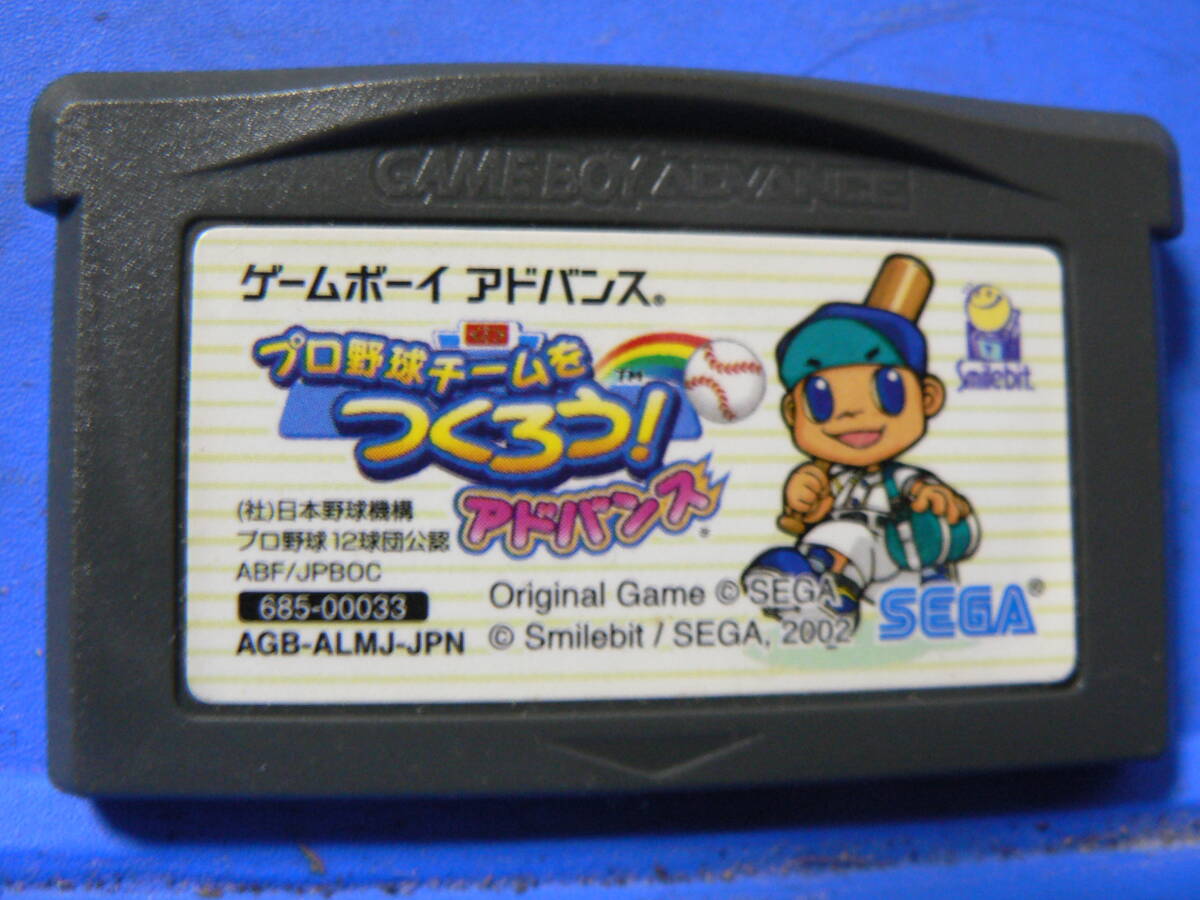 GAME BOY ADVANCE
ゲームボーイ アドバンス®
プロ野球チームを
つくろう!
TM
アドバンス®
Smilebit
(社)日本野球機構
プロ野球12球団公認
ABF/JPBOC
685-00033
AGB-ALMJ-JPN
Original Game © SEGA
© Smilebit / SEGA, 2002
SEGA®